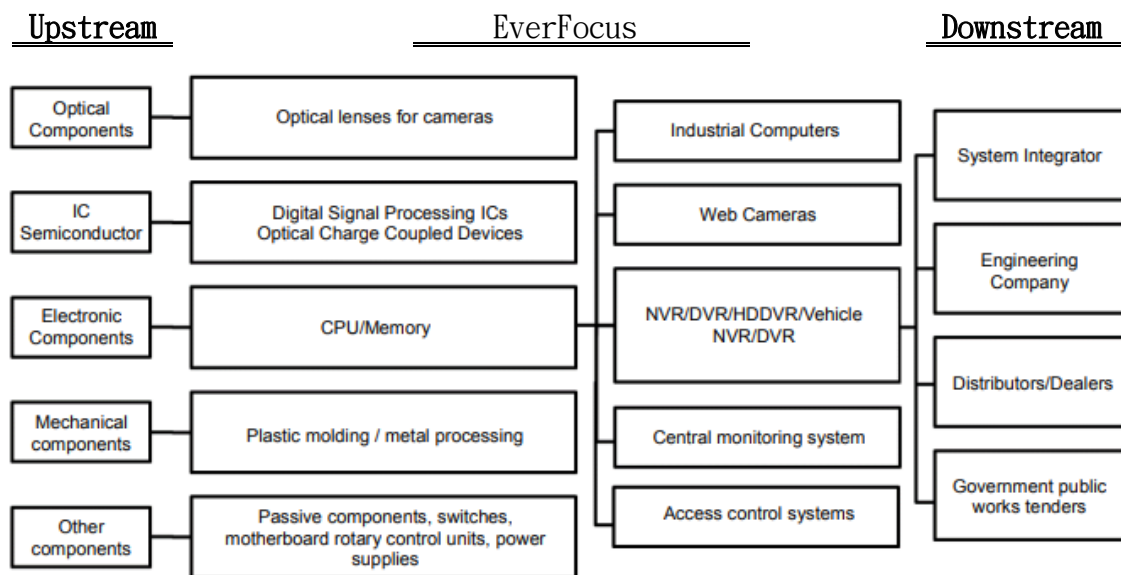 Upstream
EverFocus
Downstream
Optical
Components
Optical lenses for cameras
IC
Semiconductor
Digital Signal Processing ICs
Optical Charge Coupled Devices
Electronic
Components
CPU/Memory
Mechanical
components
Plastic molding / metal processing
Other
components
Passive components, switches,
motherboard rotary control units, power
supplies
Industrial Computers
Web Cameras
NVR/DVR/HDDVR/Vehicle
NVR/DVR
Central monitoring system
Access control systems
System Integrator
Engineering
Company
Distributors/Dealers
Government public
works tenders